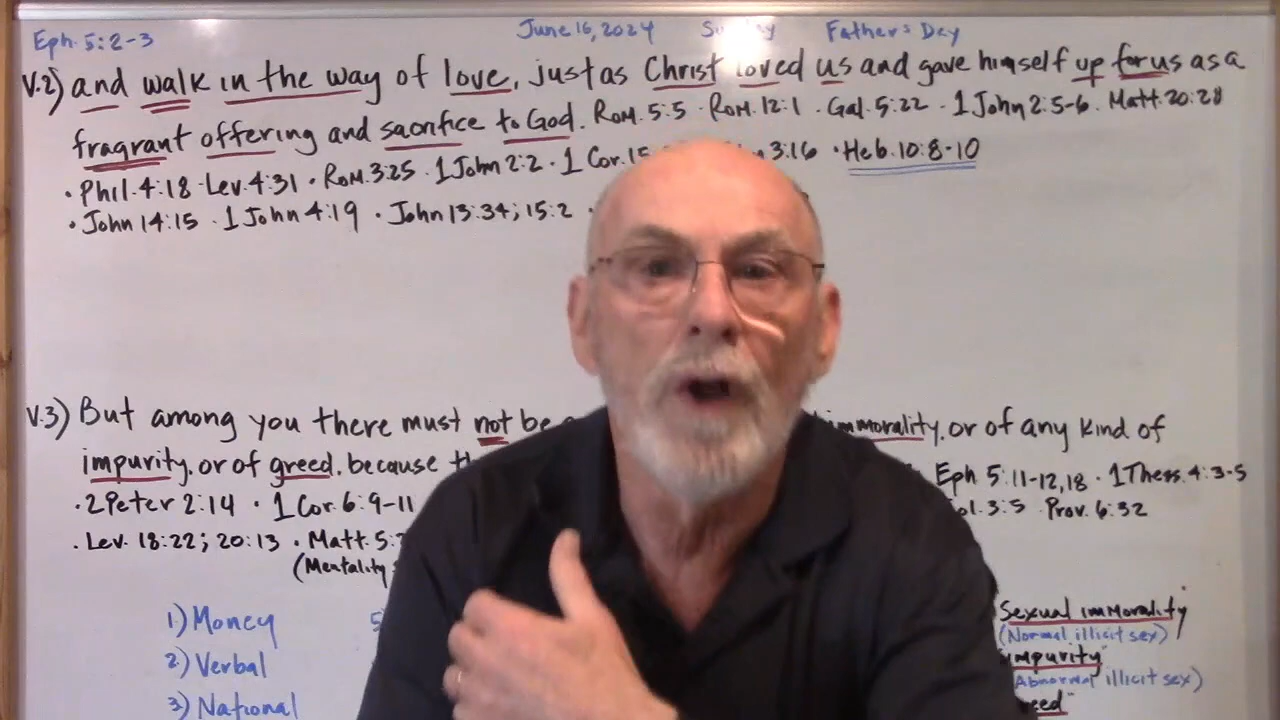 Eph. 5:2-3 June 16, 2024 Father's Day
V.2) and walk in the way of love, just as Christ loved us and gave himself up for us as a
fragrant offering and sacrifice to God. Rom. 5:5 · Rom. 12:1 · Gal. 5:22 · 1 John 2:5-6 · Matt. 20:28
· Phil. 4:18 · Lev. 4:31 · Rom. 3:25 · 1 John 2:2 · 1 Cor. 3:16 · Heb. 10:8-10
· John 14:15 · 1 John 4:19 · John 13:34; 15:2 ·
V.3) But among you there must not be immorality, or of any kind of
impurity, or of greed, because Eph 5:11-12,18 · 1 Thess. 4:3-5
· 2 Peter 2:14 · 1 Cor. 6:9-11 3:5 · Prov. 6:32
· Lev. 18:22; 20:13 · Matt. 5:
(Mentality
1) Money Sexual immorality
(Normal illicit sex)
2) Verbal impurity"
(Abnormal illicit sex)
3) National